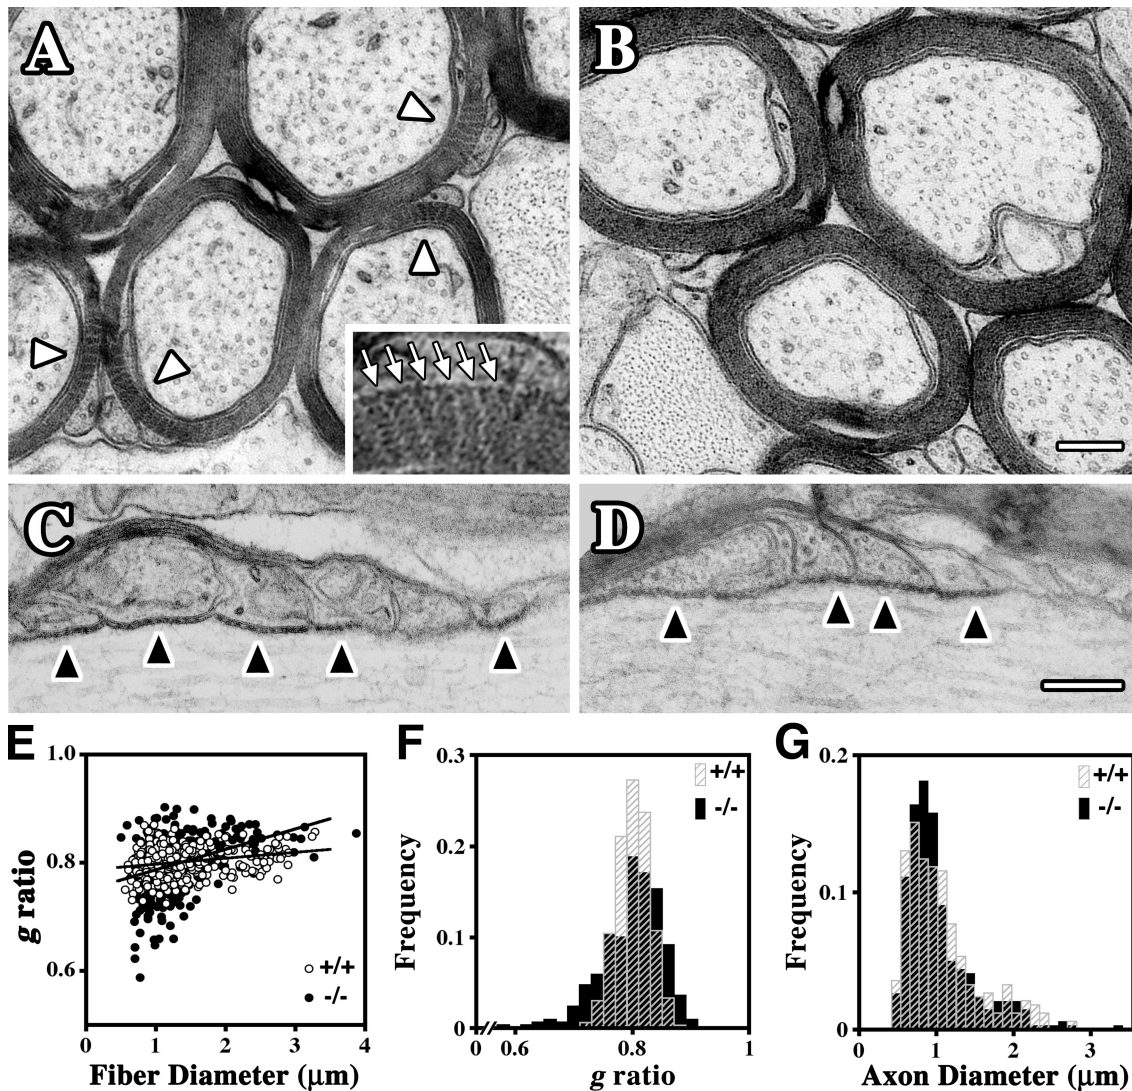 A
B
C
D
E
1.0
0.8
0.6
g ratio
+/+
-/-
0
1
2
3
4
Fiber Diameter (μm)
F
0.3
0.2
0.1
0
Frequency
+/+
-/-
0
0.6
0.8
1
g ratio
G
0.2
0.1
0
Frequency
+/+
-/-
0
1
2
3
Axon Diameter (μm)